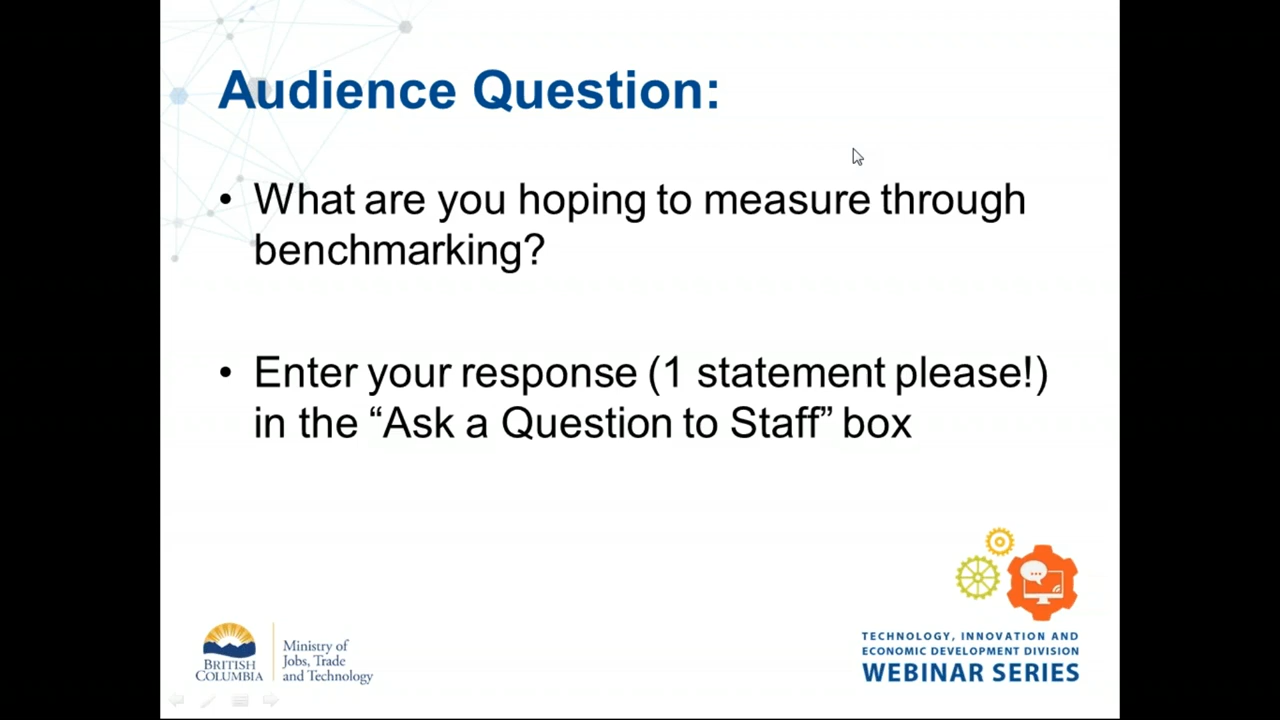 Audience Question:
• What are you hoping to measure through
benchmarking?
• Enter your response (1 statement please!)
in the “Ask a Question to Staff” box
BRITISH
COLUMBIA
Ministry of
Jobs, Trade
and Technology
TECHNOLOGY, INNOVATION AND
ECONOMIC DEVELOPMENT DIVISION
WEBINAR SERIES